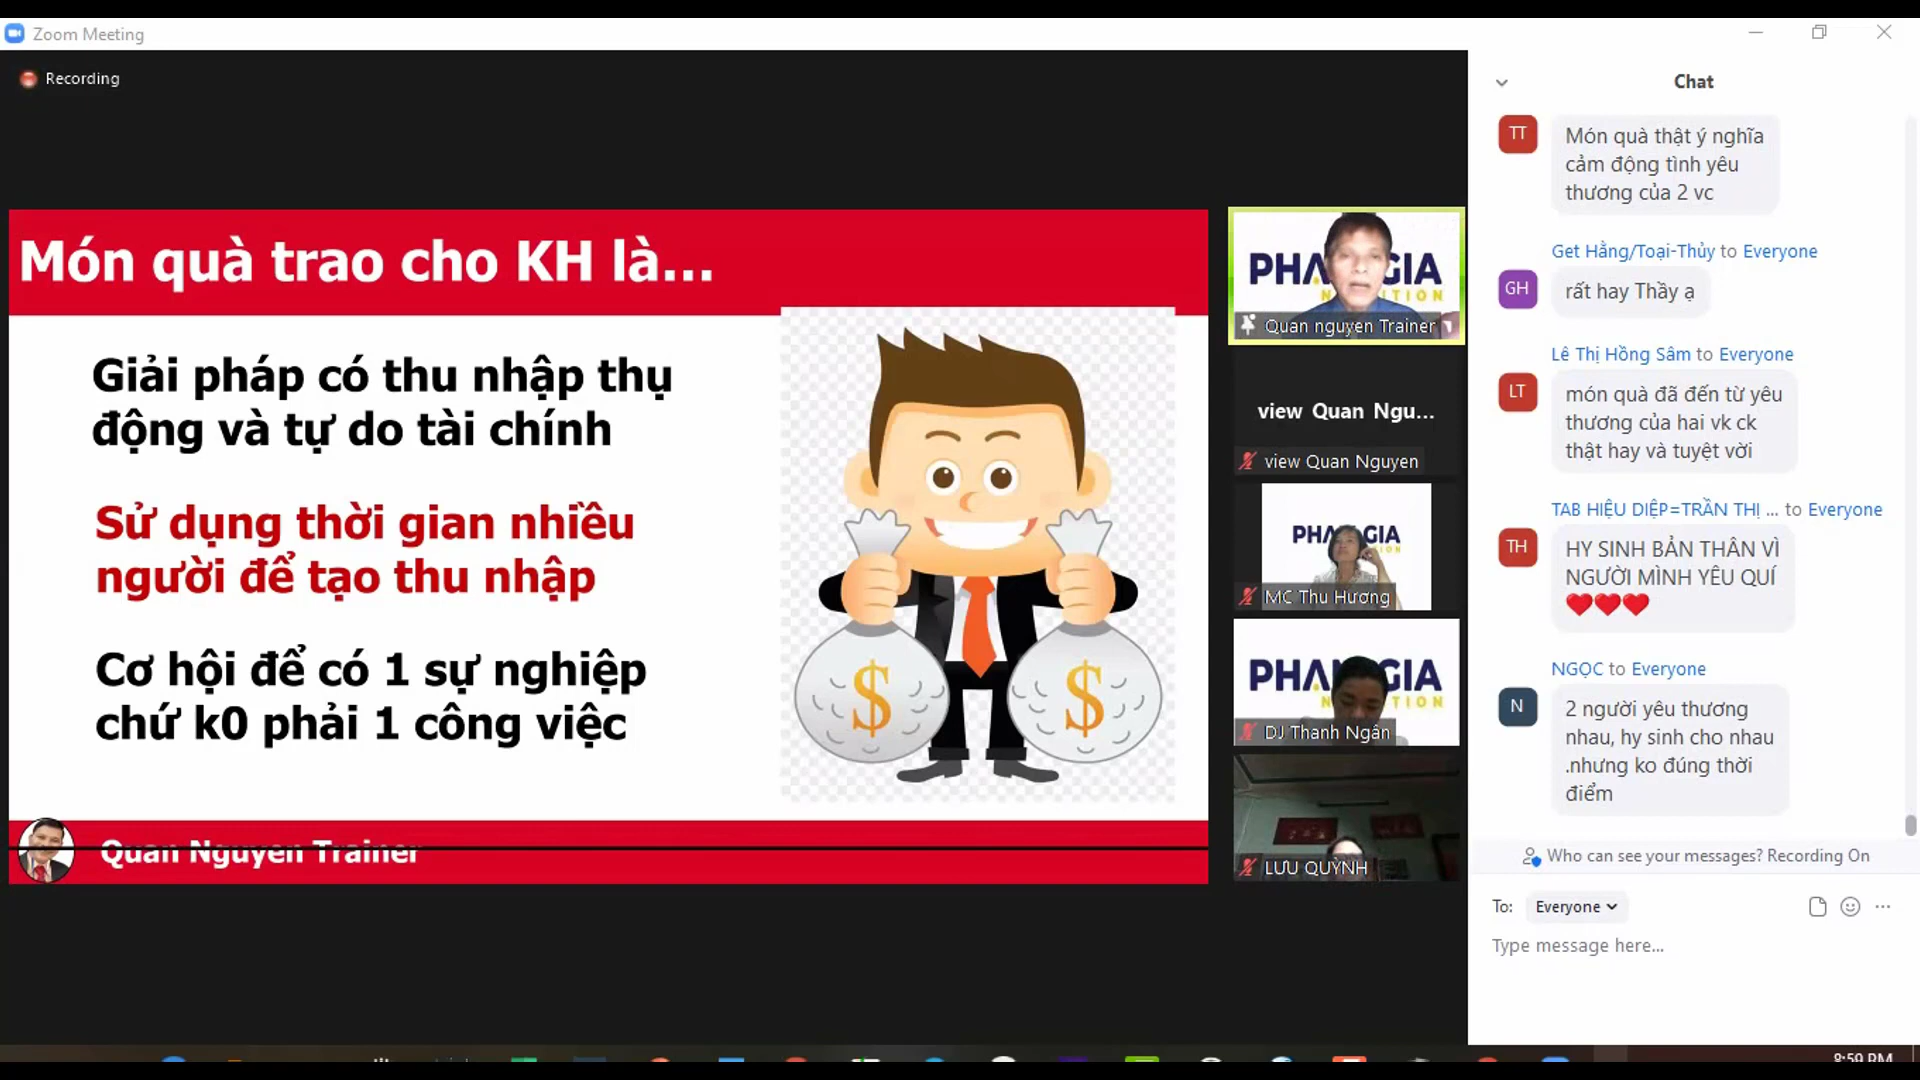 Zoom Meeting
Recording
Món quà trao cho KH là...
Giải pháp có thu nhập thụ
động và tự do tài chính
Sử dụng thời gian nhiều
người để tạo thu nhập
Cơ hội để có 1 sự nghiệp
chứ k0 phải 1 công việc
$ $
Quan Nguyen Trainer
Quan nguyen Trainer
view Quan Ngu...
view Quan Nguyen
MC Thu Hương
DJ Thanh Ngân
LƯU QUỲNH
Chat
TT
Món quà thật ý nghĩa
cảm động tình yêu
thương của 2 vc
Get Hằng/Toại-Thủy to Everyone
GH
rất hay Thầy ạ
Lê Thị Hồng Sâm to Everyone
LT
món quà đã đến từ yêu
thương của hai vk ck
thật hay và tuyệt vời
TAB HIỆU DIỆP=TRẦN THỊ ... to Everyone
TH
HY SINH BẢN THÂN VÌ
NGƯỜI MÌNH YÊU QUÍ
NGỌC to Everyone
N
2 người yêu thương
nhau, hy sinh cho nhau
.nhưng ko đúng thời
điểm
Who can see your messages? Recording On
To: Everyone
Type message here...
8:59 PM